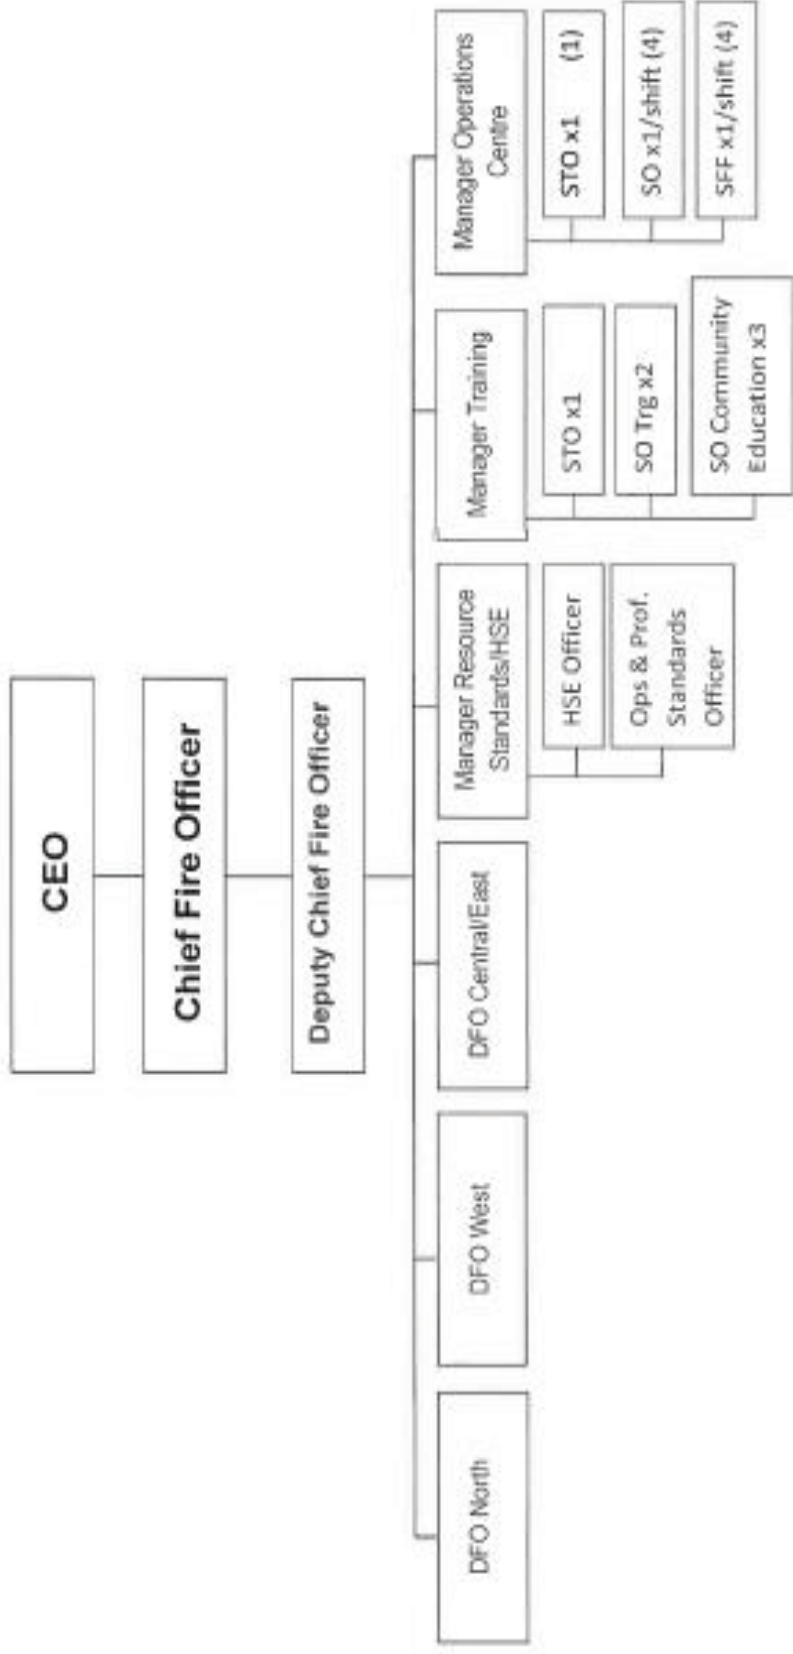 CEO
Chief Fire Officer
Deputy Chief Fire Officer
DFO North
DFO West
DFO Central/East
Manager Resource
Standards/HSE
HSE Officer
Ops & Prof.
Standards
Officer
Manager Training
STO x1
SO Trg x2
SO Community
Education x3
Manager Operations
Centre
STO x1 (1)
SO x1/shift (4)
SFF x1/shift (4)